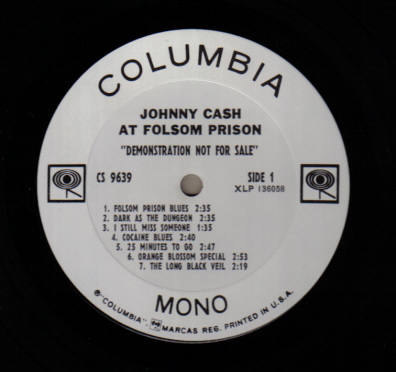 COLUMBIA
JOHNNY CASH
AT FOLSOM PRISON
"DEMONSTRATION NOT FOR SALE"
CS 9639
SIDE 1
XLP 136058
1. FOLSOM PRISON BLUES 2:35
2. DARK AS THE DUNGEON 2:35
3. I STILL MISS SOMEONE 1:35
4. COCAINE BLUES 2:40
5. 25 MINUTES TO GO 2:47
6. ORANGE BLOSSOM SPECIAL 2:53
7. THE LONG BLACK VEIL 2:19
MONO
® "COLUMBIA", MARCAS REG. PRINTED IN U.S.A.